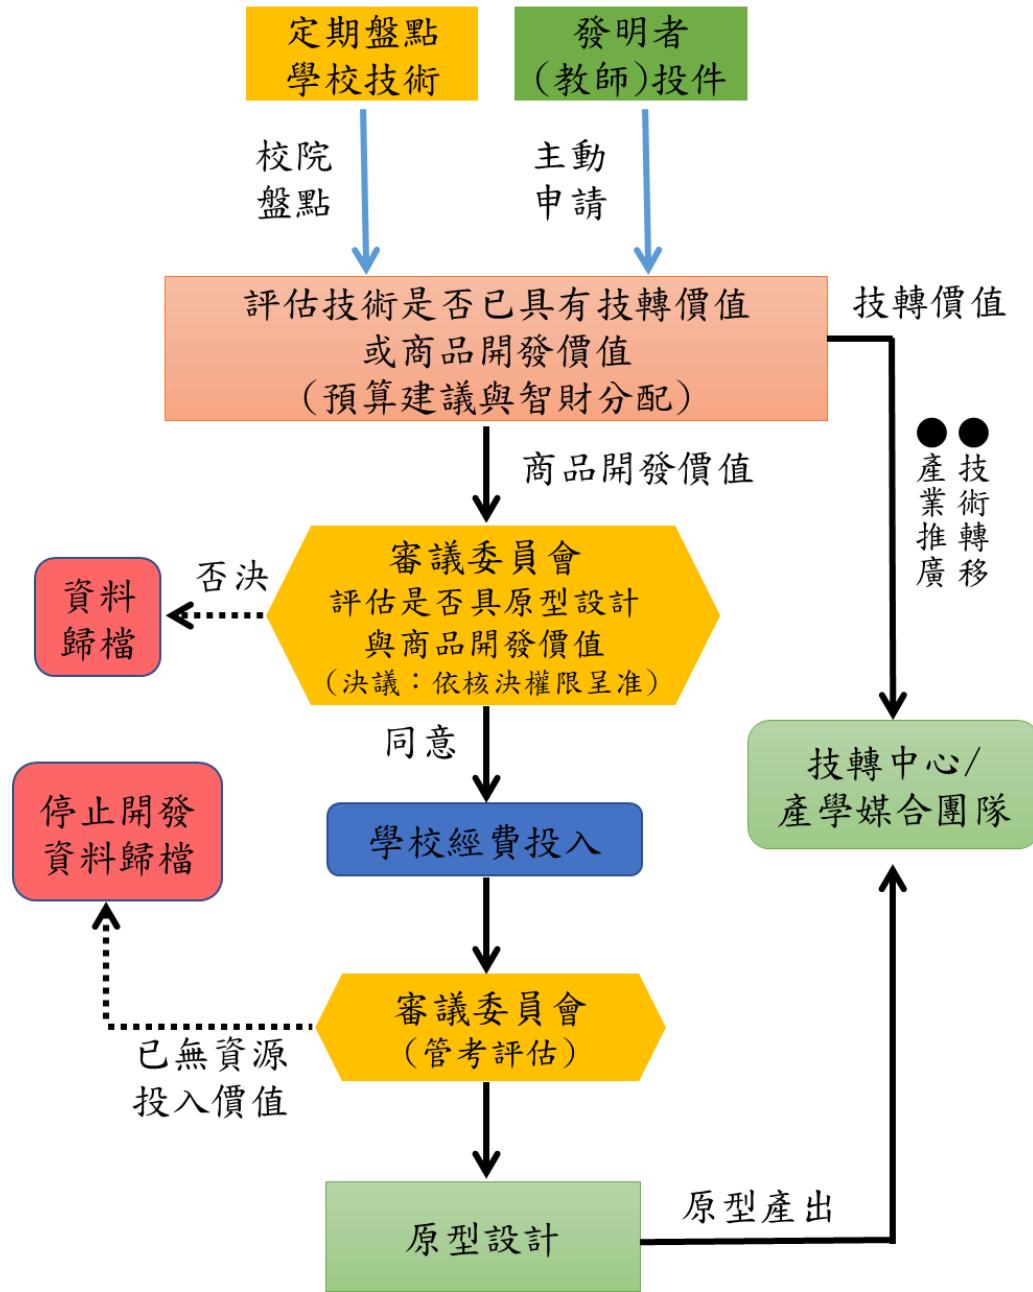 定期盤點
學校技術
發明者
(教師)投件
校院
盤點
主動
申請
評估技術是否已具有技轉價值
或商品開發價值
(預算建議與智財分配)
技轉價值
●產業推廣
●技術轉移
商品開發價值
審議委員會
評估是否具原型設計
與商品開發價值
(決議：依核決權限呈准)
否決
資料
歸檔
同意
技轉中心/
產學媒合團隊
停止開發
資料歸檔
學校經費投入
審議委員會
(管考評估)
已無資源
投入價值
原型設計
原型產出